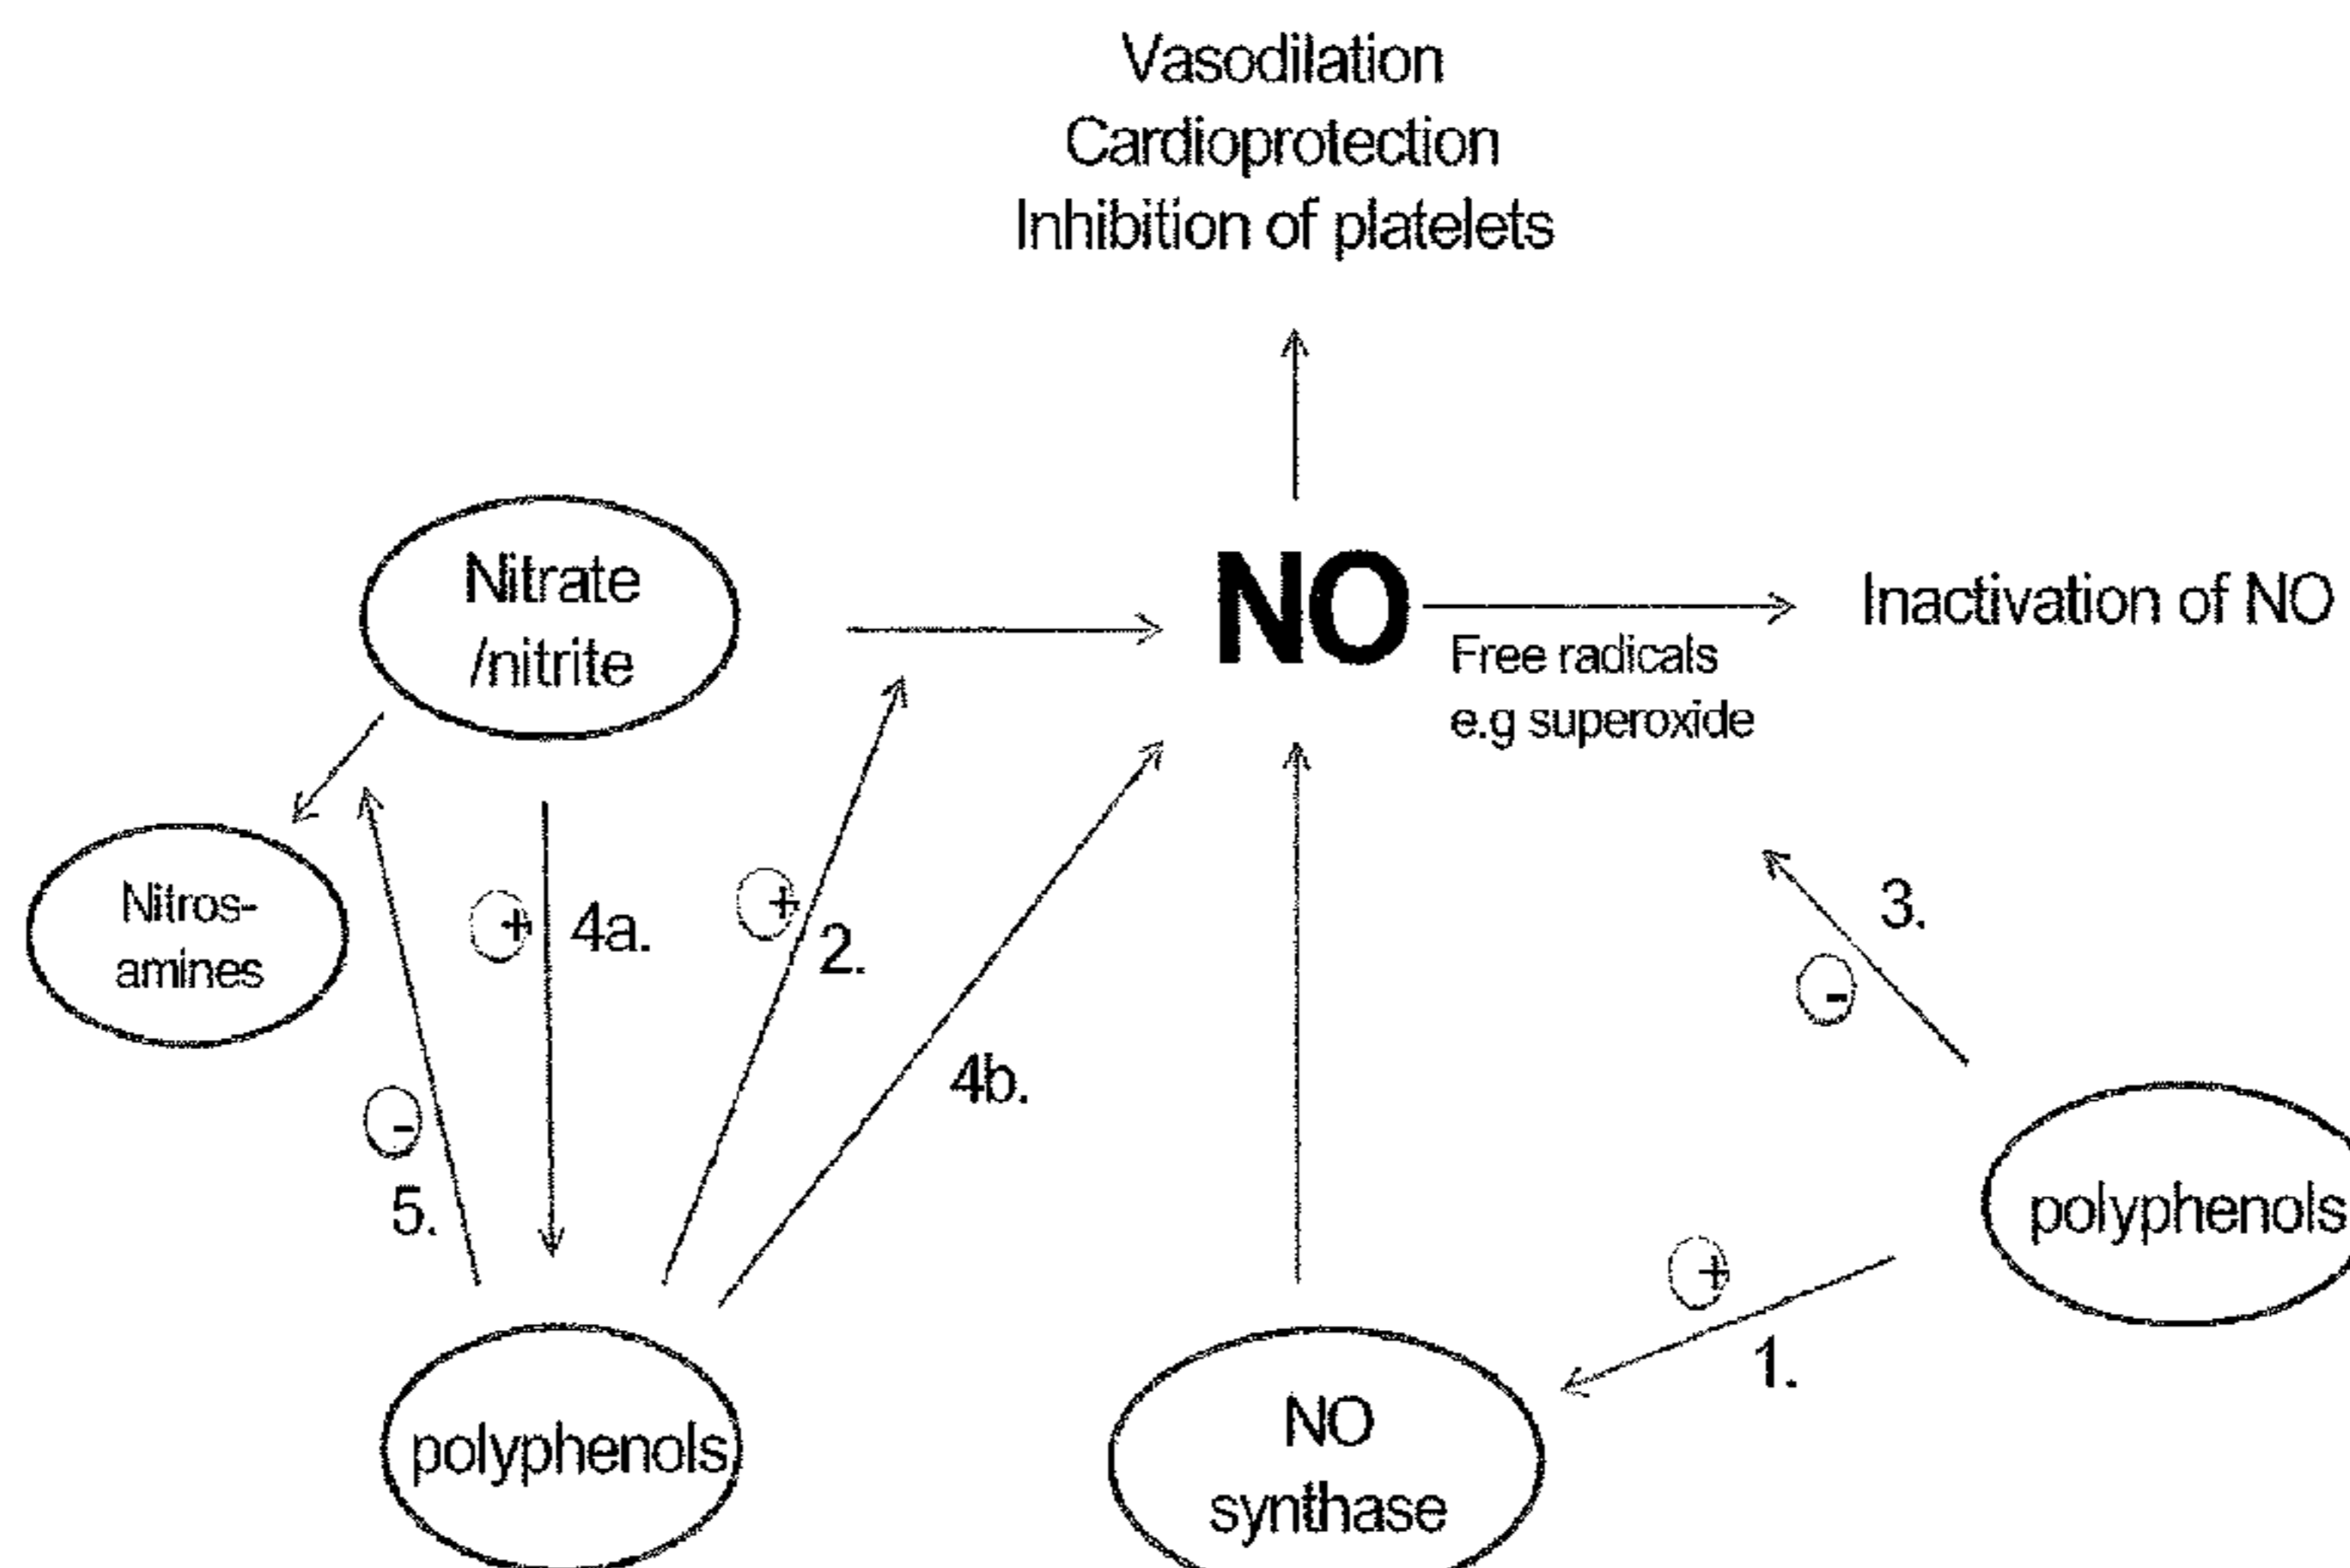 Vasodilation
Cardioprotection
Inhibition of platelets
Nitrate
/nitrite
NO
Inactivation of NO
Free radicals
e.g superoxide
Nitros-
amines
+
4a.
+
2.
3.
-
4b.
-
5.
polyphenols
+
1.
polyphenols
NO
synthase